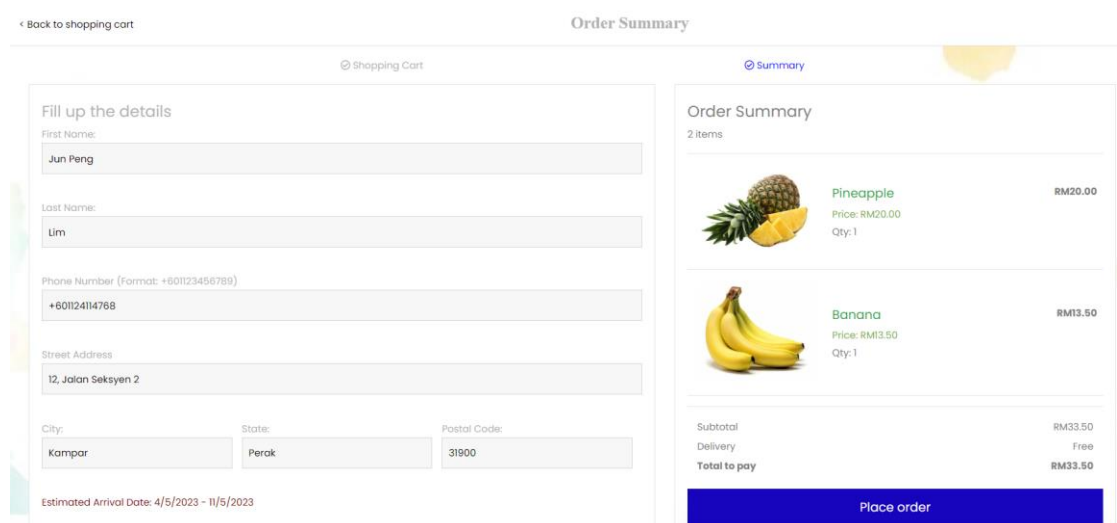 < Back to shopping cart
Order Summary
Shopping Cart
Summary
Fill up the details
First Name:
Jun Peng
Last Name:
Lim
Phone Number (Format: +601123456789)
+601124114768
Street Address
12, Jalan Seksyen 2
City:
State:
Postal Code:
Kampar
Perak
31900
Estimated Arrival Date: 4/5/2023 - 11/5/2023
Order Summary
2 items
Pineapple
RM20.00
Price: RM20.00
Qty: 1
Banana
RM13.50
Price: RM13.50
Qty: 1
Subtotal
RM33.50
Delivery
Free
Total to pay
RM33.50
Place order